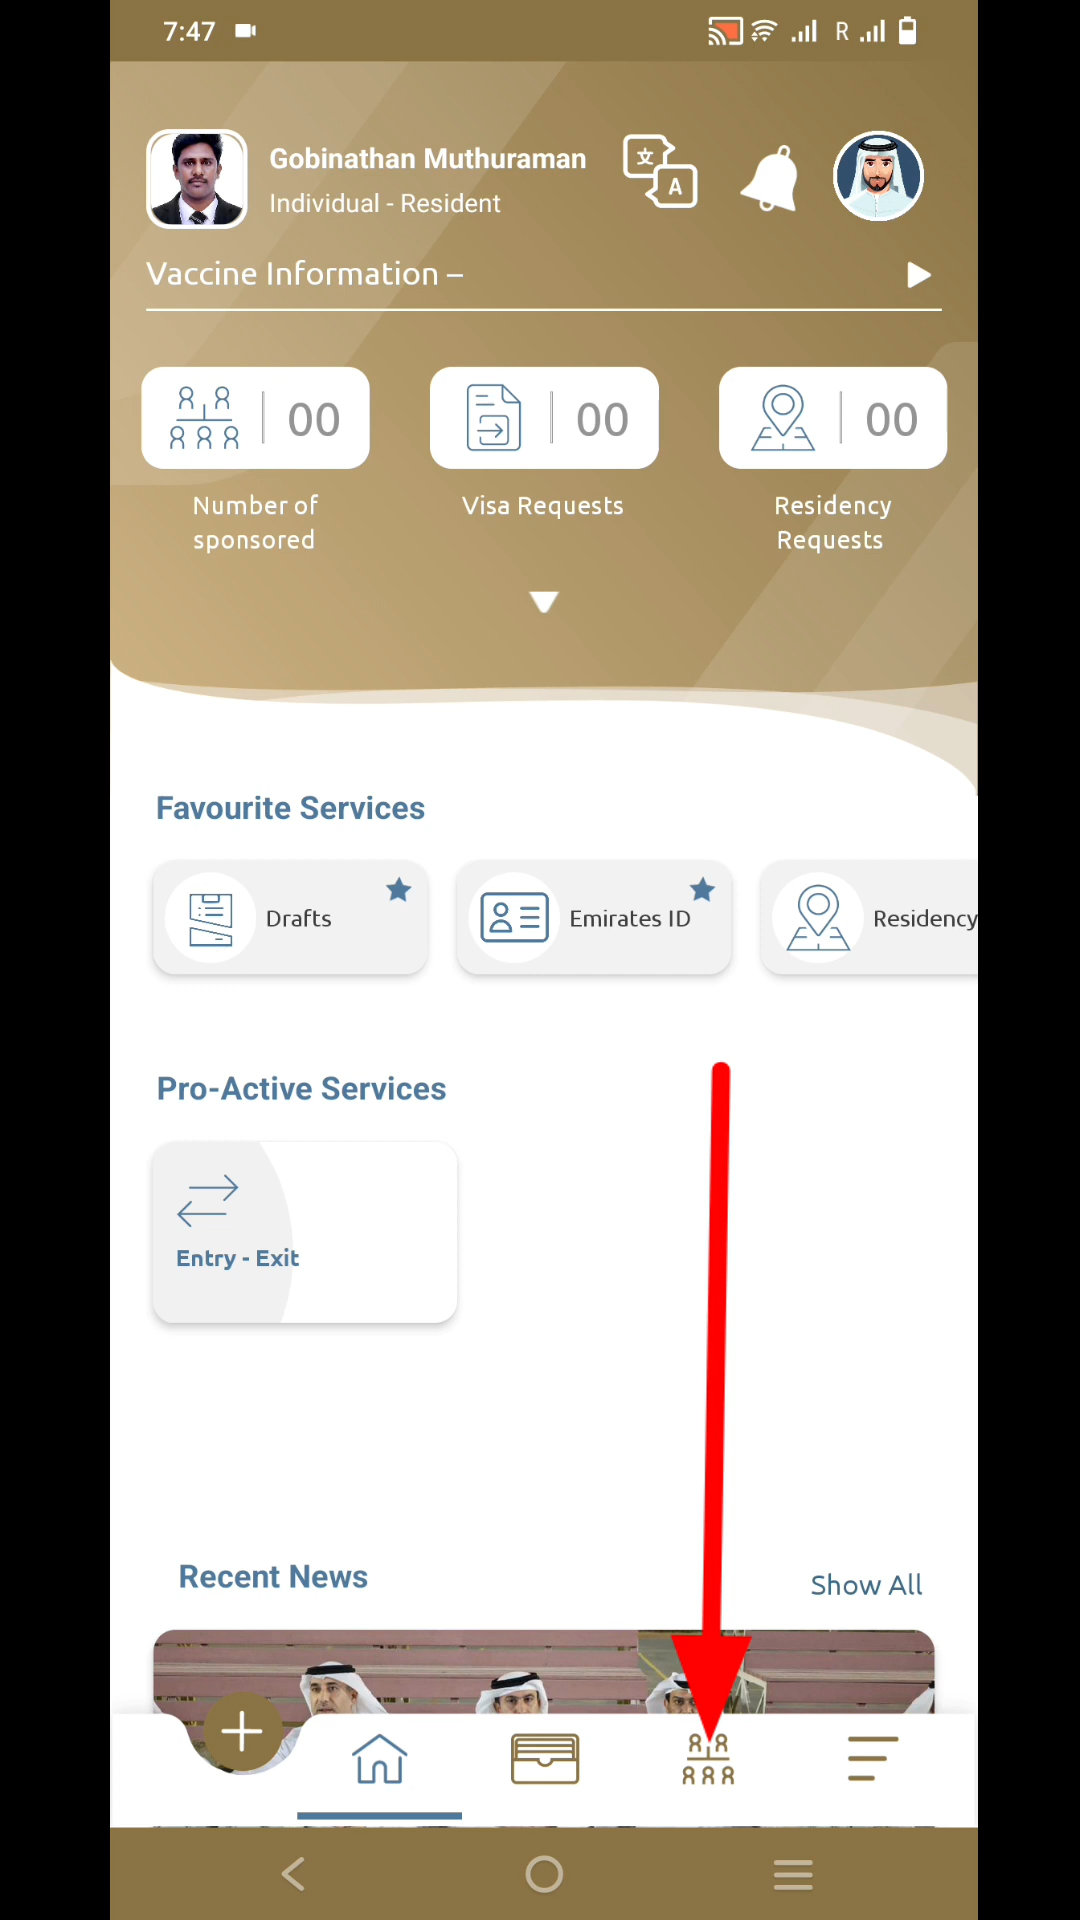 7:47
R
Gobinathan Muthuraman
Individual - Resident
文
A
Vaccine Information –
00
00
00
Number of
sponsored
Visa Requests
Residency
Requests
Favourite Services
Drafts
Emirates ID
Residency
Pro-Active Services
Entry - Exit
Recent News
Show All